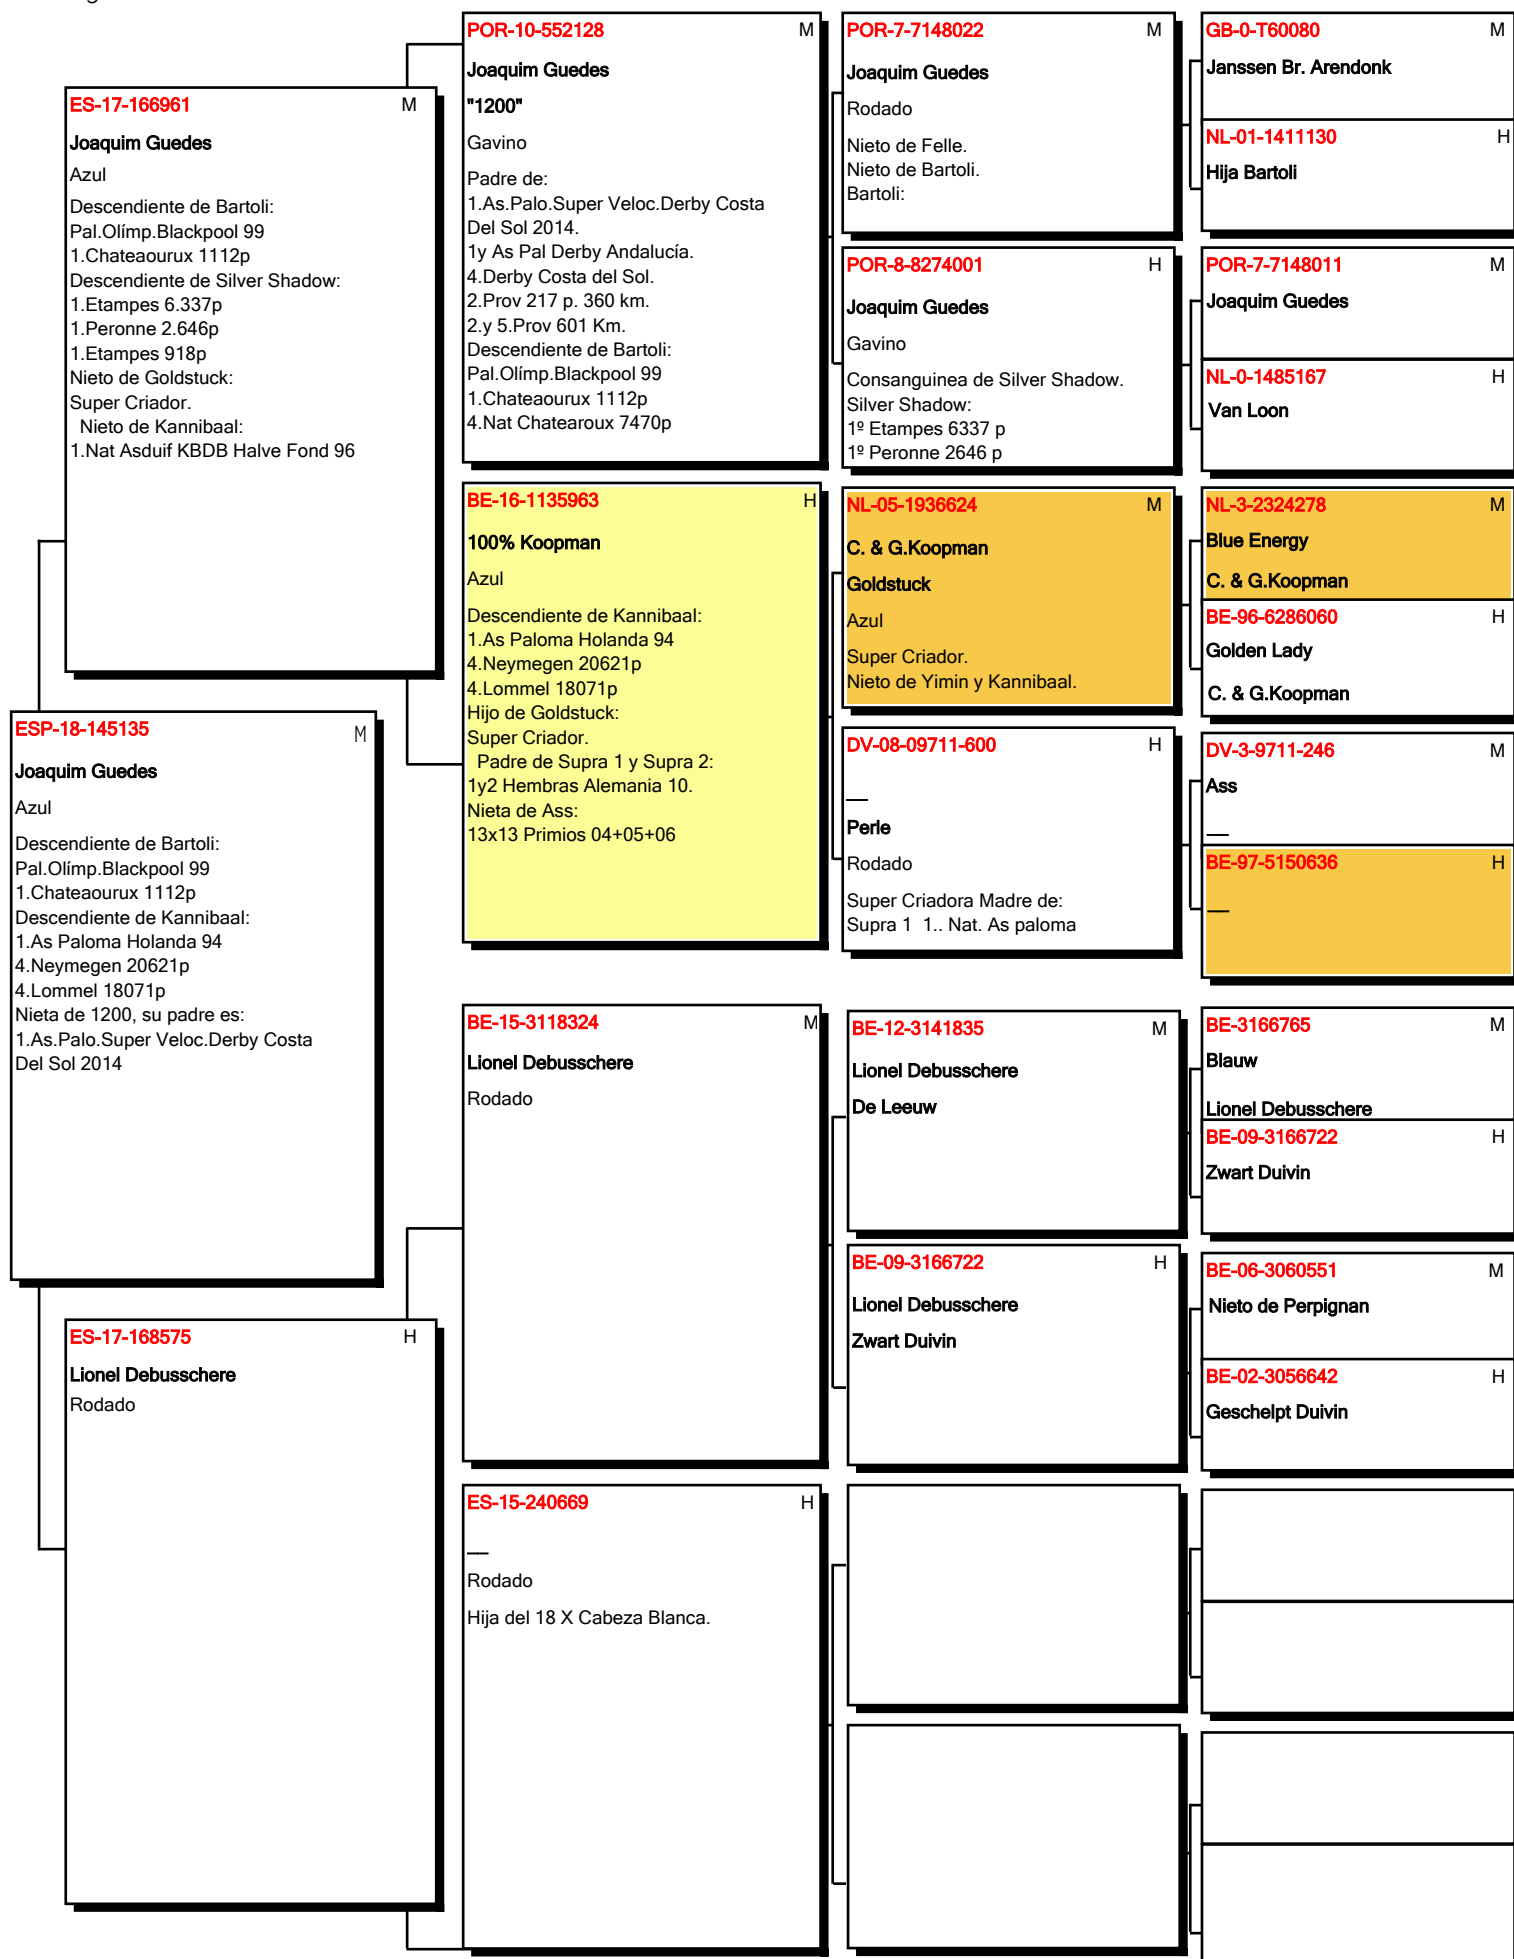 ESP-18-145135 M
Joaquim Guedes
Azul
Descendiente de Bartoli:
Pal.Olímp.Blackpool 99
1.Chateaourux 1112p
Descendiente de Kannibaal:
1.As Paloma Holanda 94
4.Neymegen 20621p
4.Lommel 18071p
Nieta de 1200, su padre es:
1.As.Palo.Super Veloc.Derby Costa
Del Sol 2014
ES-17-166961 M
Joaquim Guedes
Azul
Descendiente de Bartoli:
Pal.Olímp.Blackpool 99
1.Chateaourux 1112p
Descendiente de Silver Shadow:
1.Etampes 6.337p
1.Peronne 2.646p
1.Etampes 918p
Nieto de Goldstuck:
Super Criador.
Nieto de Kannibaal:
1.Nat Asduif KBDB Halve Fond 96
ES-17-168575 H
Lionel Debusschere
Rodado
POR-10-552128 M
Joaquim Guedes
"1200"
Gavino
Padre de:
1.As.Palo.Super Veloc.Derby Costa
Del Sol 2014.
1y As Pal Derby Andalucía.
4.Derby Costa del Sol.
2.Prov 217 p. 360 km.
2.y 5.Prov 601 Km.
Descendiente de Bartoli:
Pal.Olímp.Blackpool 99
1.Chateaourux 1112p
4.Nat Chatearoux 7470p
BE-16-1135963 H
100% Koopman
Azul
Descendiente de Kannibaal:
1.As Paloma Holanda 94
4.Neymegen 20621p
4.Lommel 18071p
Hijo de Goldstuck:
Super Criador.
Padre de Supra 1 y Supra 2:
1y2 Hembras Alemania 10.
Nieta de Ass:
13x13 Primios 04+05+06
BE-15-3118324 M
Lionel Debusschere
Rodado
ES-15-240669 H
__
Rodado
Hija del 18 X Cabeza Blanca.
POR-7-7148022 M
Joaquim Guedes
Rodado
Nieto de Felle.
Nieto de Bartoli.
Bartoli:
POR-8-8274001 H
Joaquim Guedes
Gavino
Consanguinea de Silver Shadow.
Silver Shadow:
1º Etampes 6337 p
1º Peronne 2646 p
NL-05-1936624 M
C. & G.Koopman
Goldstuck
Azul
Super Criador.
Nieto de Yimin y Kannibaal.
DV-08-09711-600 H
__
Perle
Rodado
Super Criadora Madre de:
Supra 1 1.. Nat. As paloma
BE-12-3141835 M
Lionel Debusschere
De Leeuw
BE-09-3166722 H
Lionel Debusschere
Zwart Duivin
GB-0-T60080 M
Janssen Br. Arendonk
NL-01-1411130 H
Hija Bartoli
POR-7-7148011 M
Joaquim Guedes
NL-0-1485167 H
Van Loon
NL-3-2324278 M
Blue Energy
C. & G.Koopman
BE-96-6286060 H
Golden Lady
C. & G.Koopman
DV-3-9711-246 M
Ass
__
BE-97-5150636 H
__
BE-3166765 M
Blauw
Lionel Debusschere
BE-09-3166722 H
Zwart Duivin
BE-06-3060551 M
Nieto de Perpignan
BE-02-3056642 H
Geschelpt Duivin